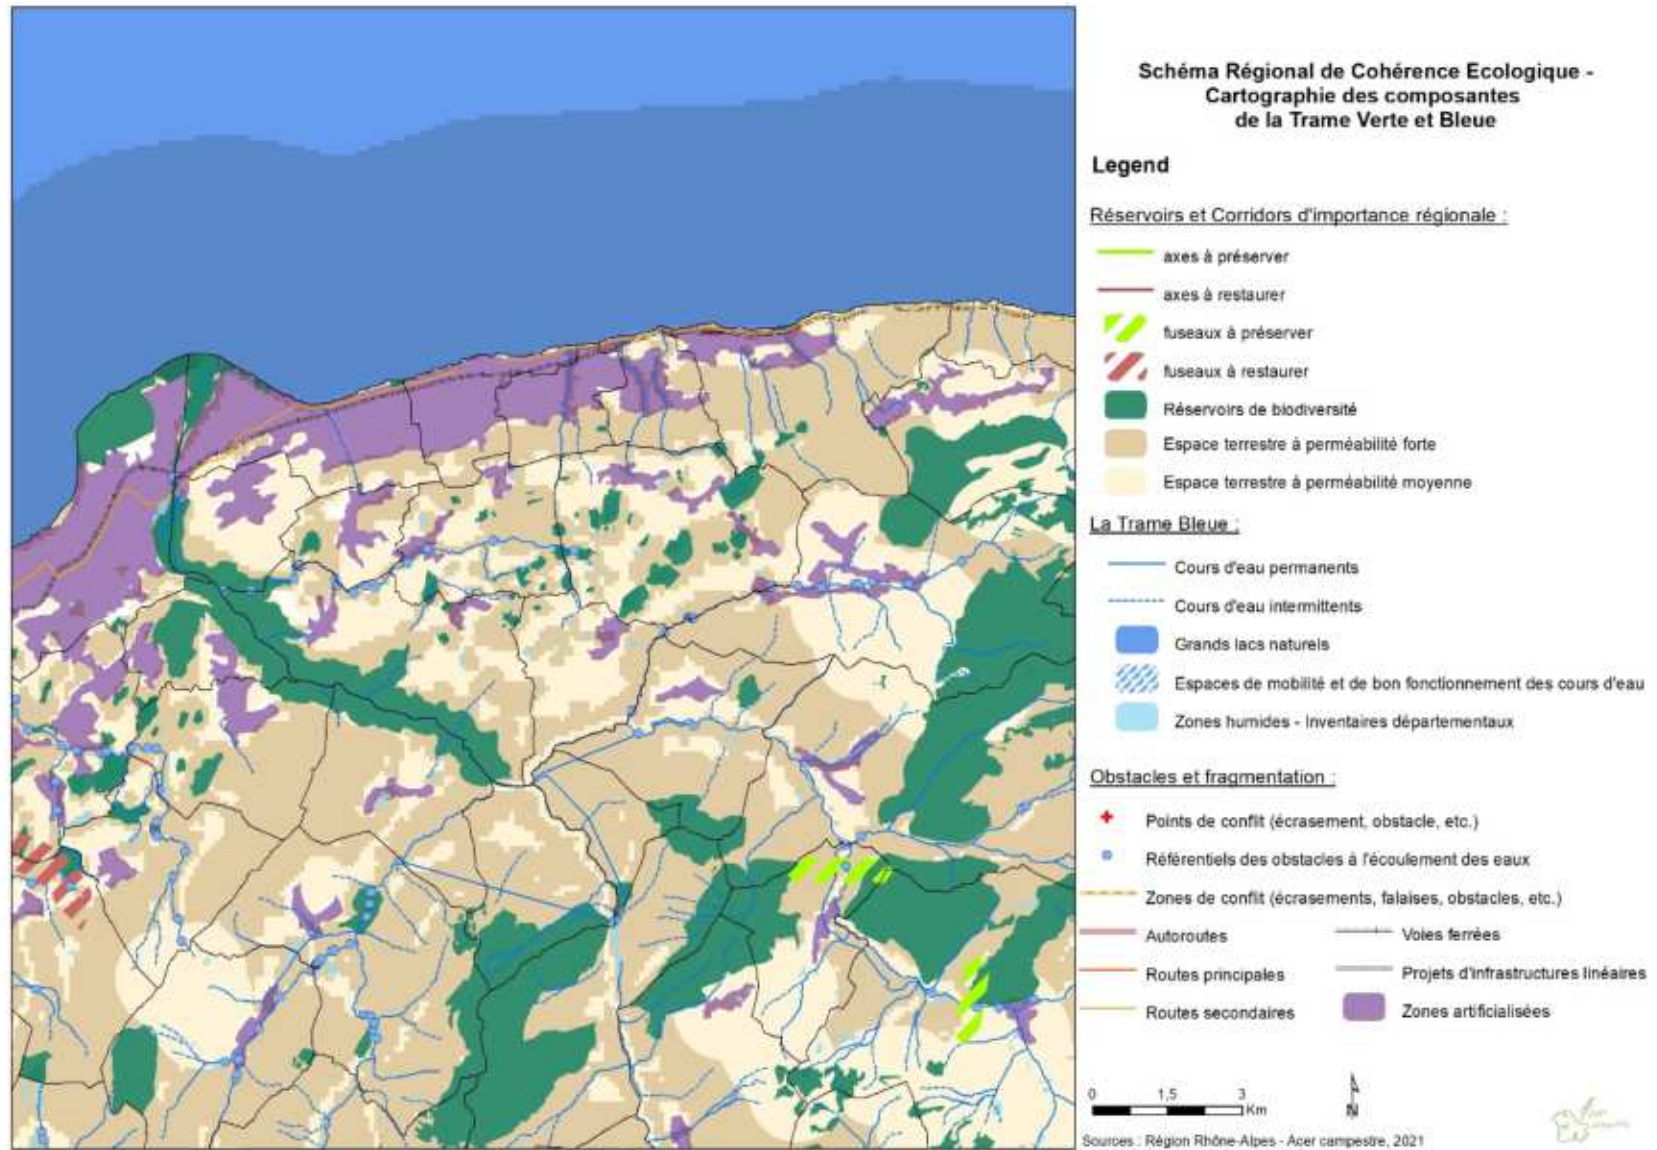 Schéma Régional de Cohérence Ecologique -
Cartographie des composantes
de la Trame Verte et Bleue
Legend
Réservoirs et Corridors d'importance régionale :
axes à préserver
axes à restaurer
fuseaux à préserver
fuseaux à restaurer
Réservoirs de biodiversité
Espace terrestre à perméabilité forte
Espace terrestre à perméabilité moyenne
La Trame Bleue :
Cours d'eau permanents
Cours d'eau intermittents
Grands lacs naturels
Espaces de mobilité et de bon fonctionnement des cours d'eau
Zones humides - Inventaires départementaux
Obstacles et fragmentation :
Points de conflit (écrasement, obstacle, etc.)
Référentiels des obstacles à l'écoulement des eaux
Zones de conflit (écrasements, falaises, obstacles, etc.)
Autoroutes Voies ferrées
Routes principales Projets d'infrastructures linéaires
Routes secondaires Zones artificialisées
0 1,5 3
Km
N
Sources : Région Rhône-Alpes - Acer campestre, 2021